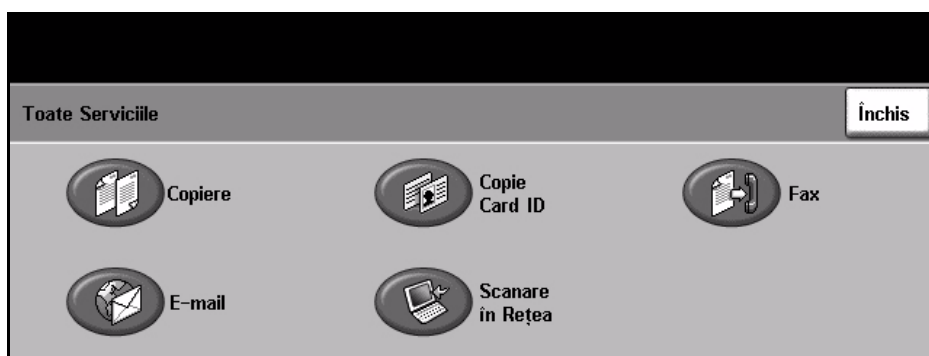 Toate Serviciile
Închis
Copiere
Copie
Card ID
Fax
E-mail
Scanare
în Rețea